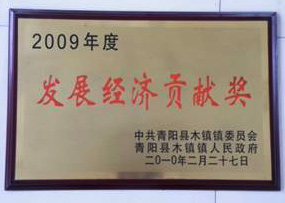 2009年度
发展经济贡献奖
中共青阳县木镇镇委员会
青阳县木镇镇人民政府
二〇一〇年二月二十七日